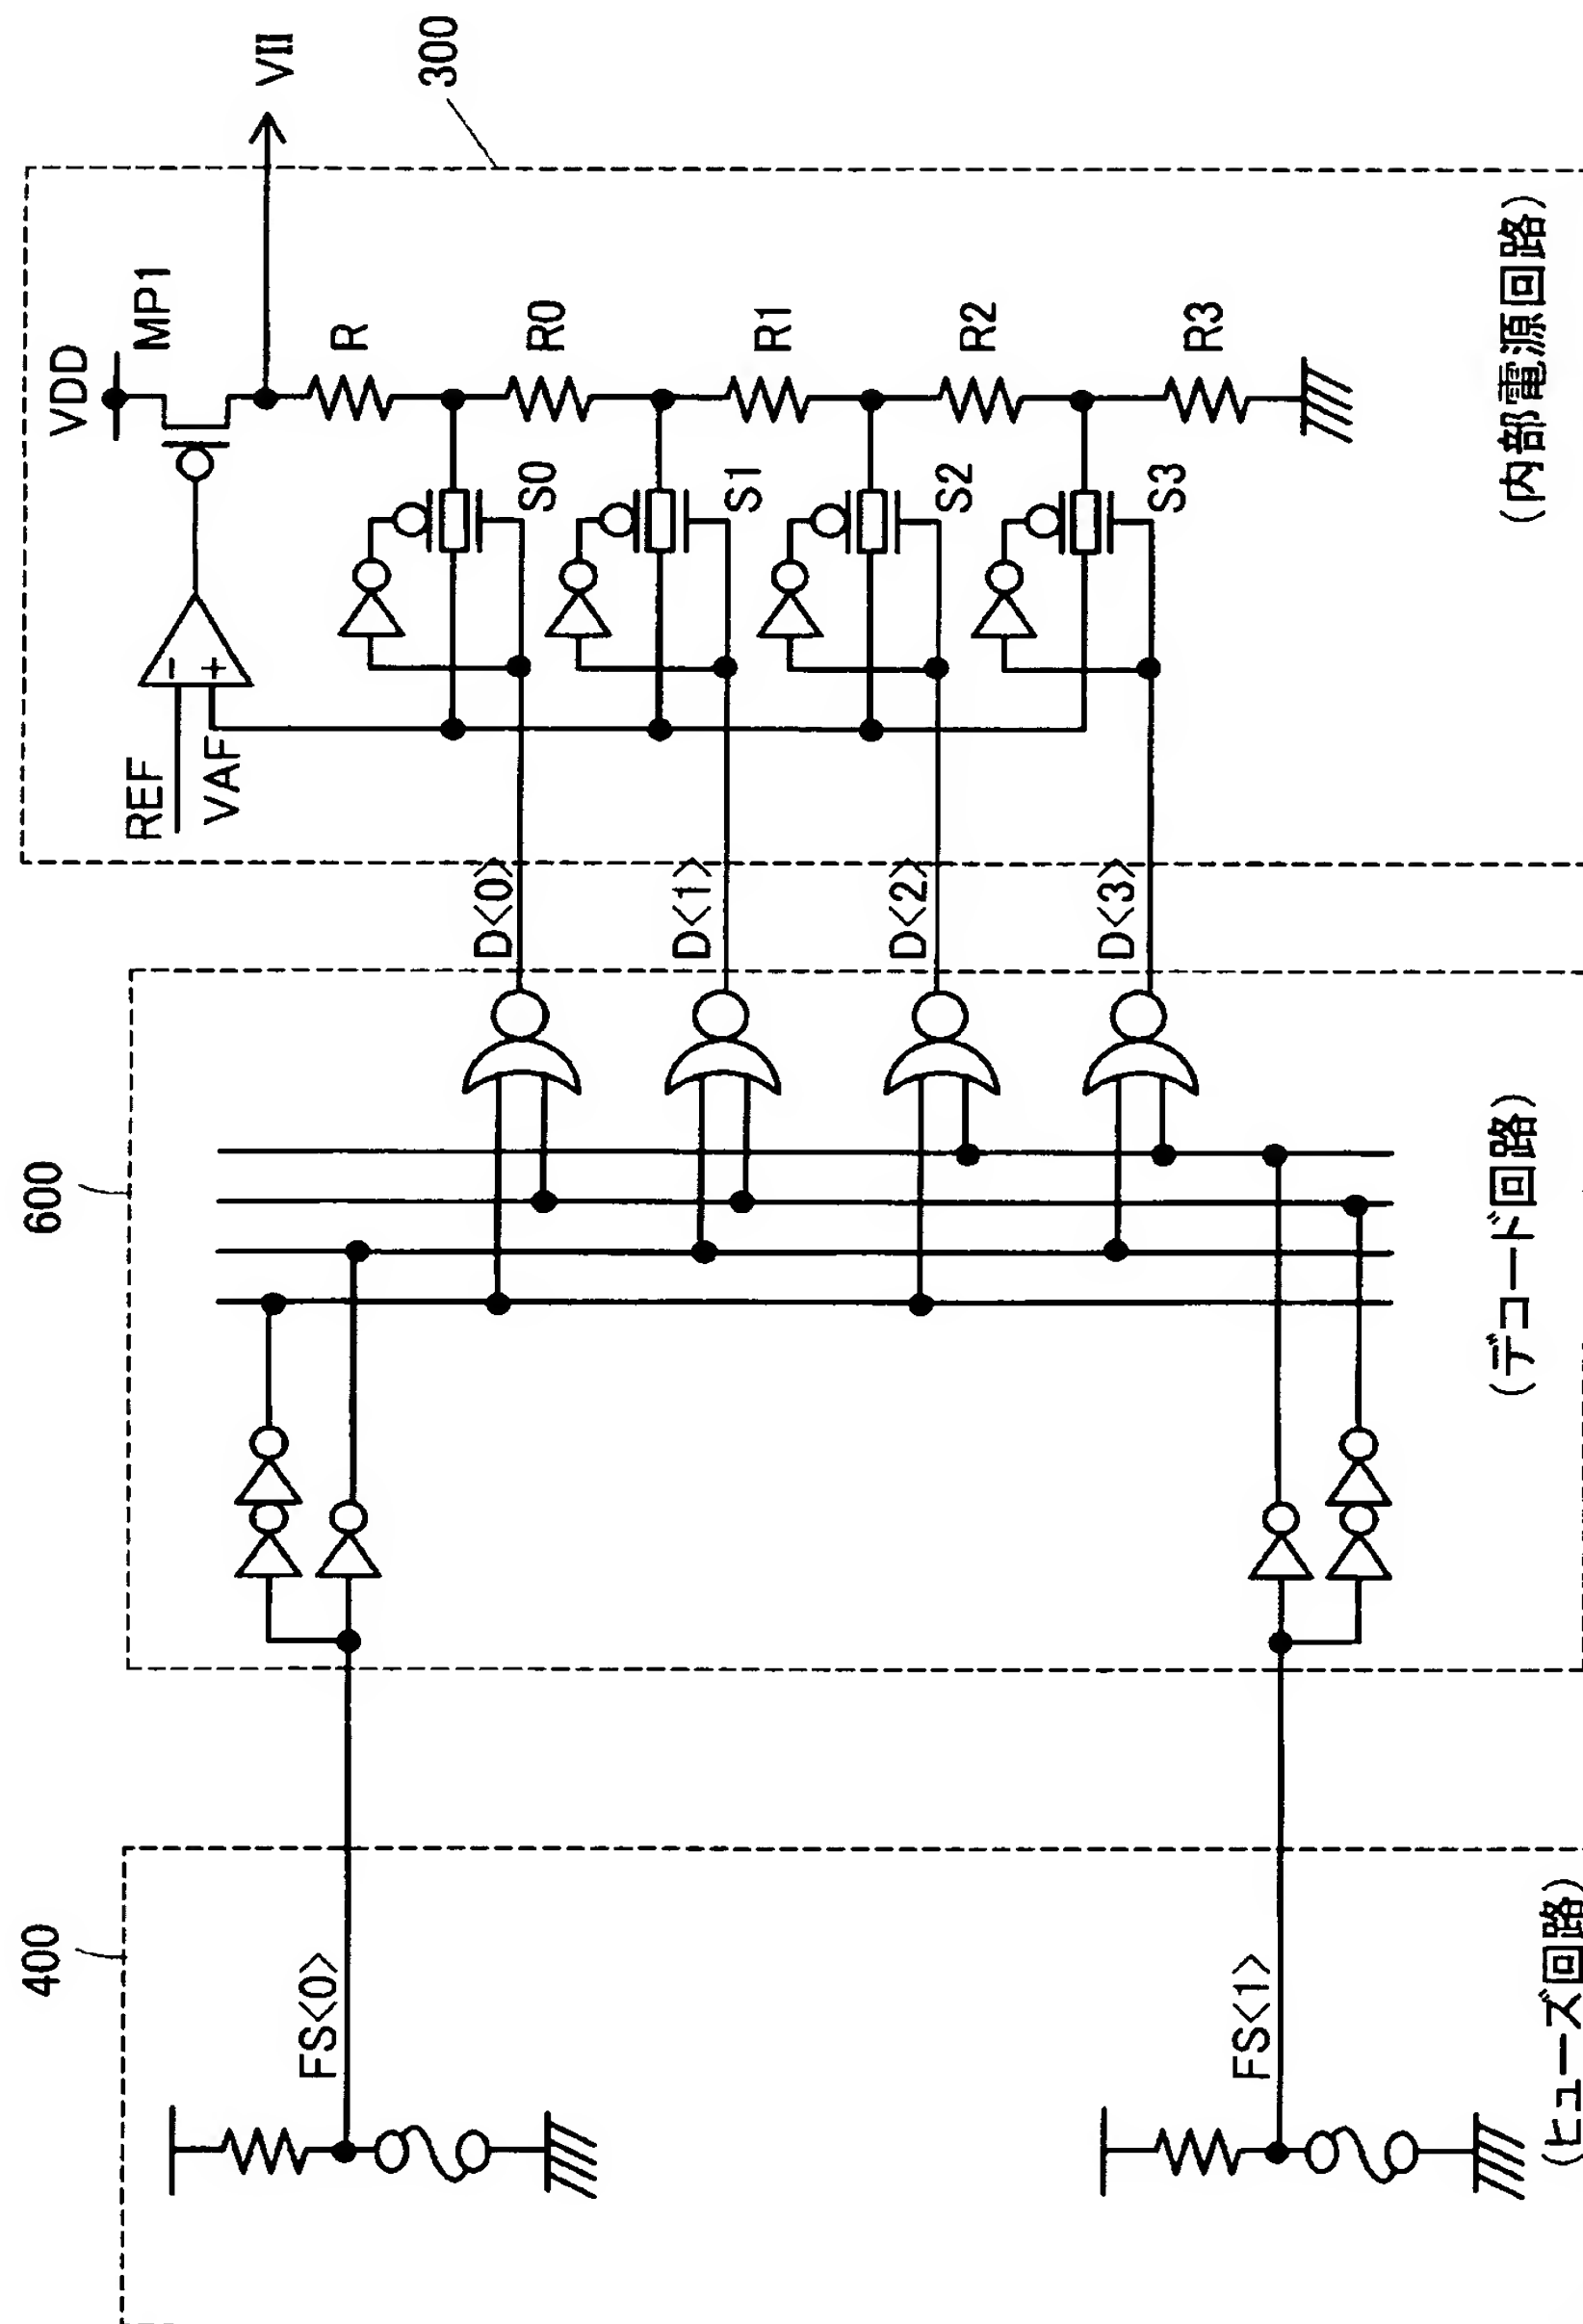 400
FS<0>
FS<1>
(ヒューズ回路)
600
D<0>
D<1>
D<2>
D<3>
(デコード回路)
300
VDD
MP1
VII
REF
VAF
-
+
R
R0
R1
R2
R3
S0
S1
S2
S3
(内部電源回路)